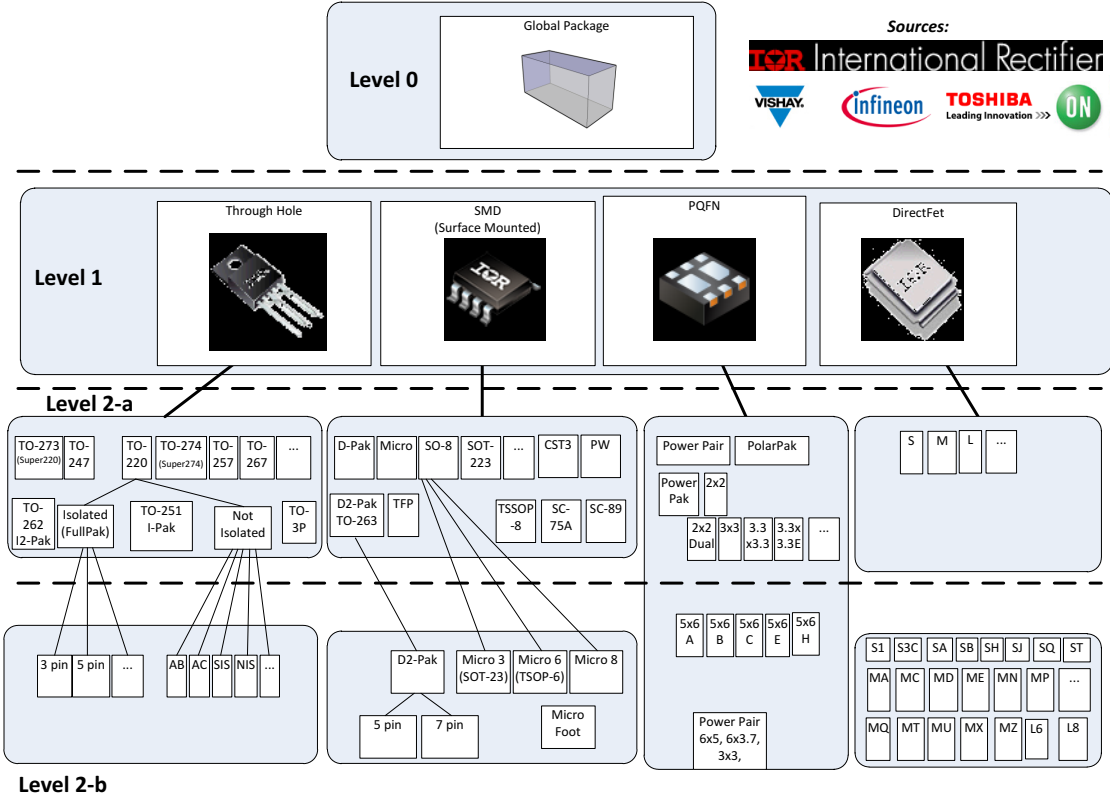 Global Package
Level 0
Sources:
IOR International Rectifier
VISHAY.
infineon
TOSHIBA
Leading Innovation >>>
ON
Through Hole
SMD
(Surface Mounted)
IOR
PQFN
DirectFet
IOR
Level 1
Level 2-a
TO-273
(Super220)
TO-
247
TO-
220
TO-274
(Super274)
TO-
257
TO-
267
...
TO-
262
I2-Pak
Isolated
(FullPak)
TO-251
I-Pak
Not
Isolated
TO-
3P
D-Pak
Micro
SO-8
SOT-
223
...
CST3
PW
D2-Pak
TO-263
TFP
TSSOP
-8
SC-
75A
SC-89
Power Pair
PolarPak
Power
Pak
2x2
2x2
Dual
3x3
3.3
x3.3
3.3x
3.3E
...
S
M
L
...
3 pin
5 pin
...
AB
AC
SIS
NIS
...
D2-Pak
Micro 3
(SOT-23)
Micro 6
(TSOP-6)
Micro 8
5 pin
7 pin
Micro
Foot
5x6
A
5x6
B
5x6
C
5x6
E
5x6
H
Power Pair
6x5, 6x3.7,
3x3,
S1
S3C
SA
SB
SH
SJ
SQ
ST
MA
MC
MD
ME
MN
MP
...
MQ
MT
MU
MX
MZ
L6
L8
Level 2-b